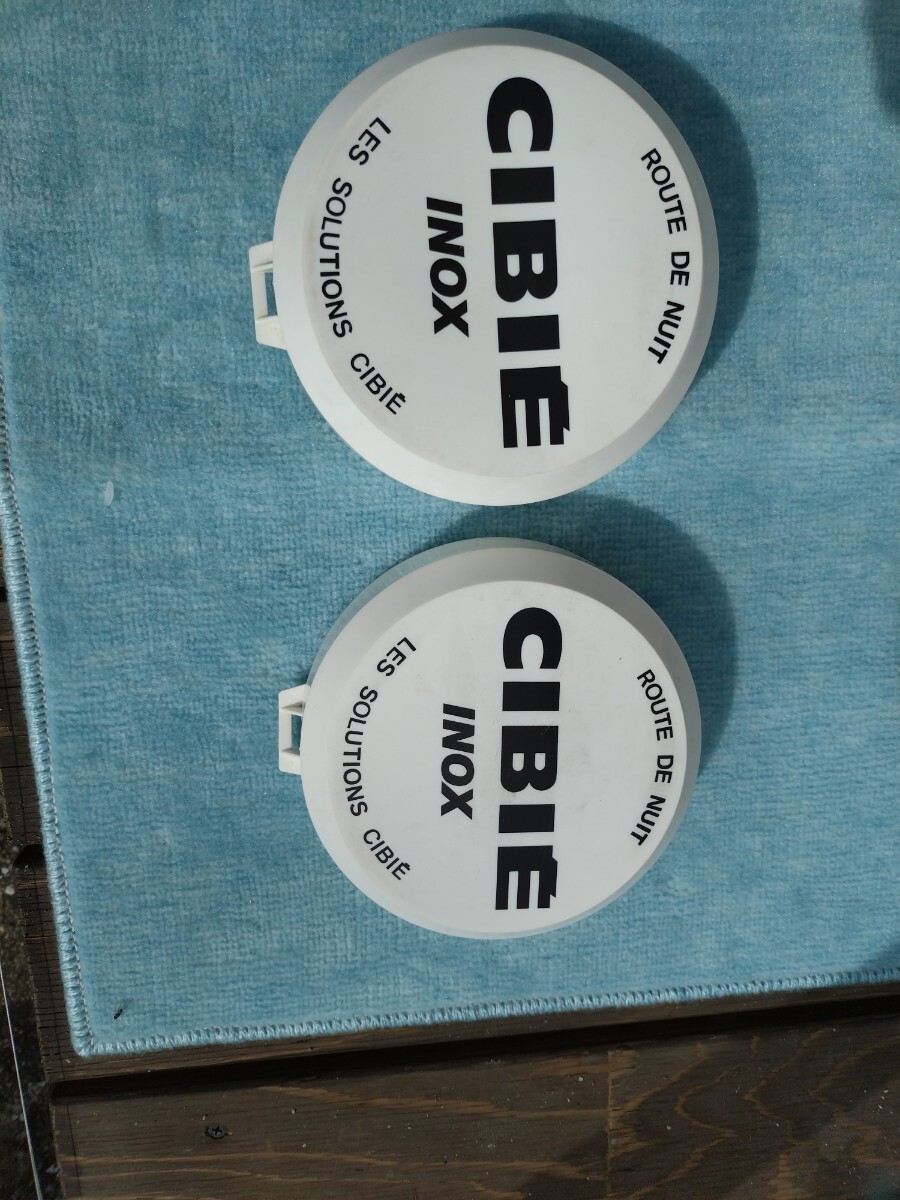 ROUTE DE NUIT
CIBIÉ
INOX
LES SOLUTIONS CIBIÉ
ROUTE DE NUIT
CIBIÉ
INOX
LES SOLUTIONS CIBIÉ